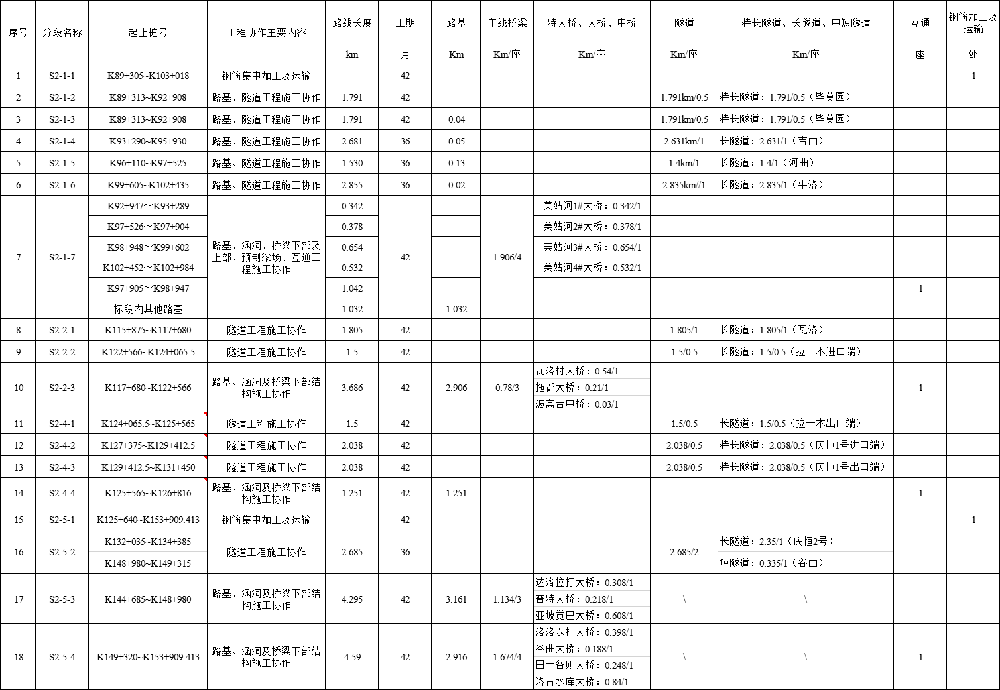 序号 分段名称 起止桩号 工程协作主要内容 路线长度 工期 路基 主线桥梁 特大桥、大桥、中桥 隧道 特长隧道、长隧道、中短隧道 互通 钢筋加工及
运输
km 月 Km Km/座 Km/座 Km/座 Km/座 座 处
1 S2-1-1 K89+305~K103+018 钢筋集中加工及运输 42 1
2 S2-1-2 K89+313~K92+908 路基、隧道工程施工协作 1.791 42 1.791km/0.5 特长隧道：1.791/0.5（毕莫园）
3 S2-1-3 K89+313~K92+908 路基、隧道工程施工协作 1.791 42 0.04 1.791km/0.5 特长隧道：1.791/0.5（毕莫园）
4 S2-1-4 K93+290~K95+930 路基、隧道工程施工协作 2.681 36 0.05 2.631km/1 长隧道：2.631/1（吉曲）
5 S2-1-5 K96+110~K97+525 路基、隧道工程施工协作 1.530 36 0.13 1.4km/1 长隧道：1.4/1（河曲）
6 S2-1-6 K99+605~K102+435 路基、隧道工程施工协作 2.855 36 0.02 2.835km//1 长隧道：2.835/1（牛洛）
7 S2-1-7 路基、涵洞、桥梁下部及
上部、预制梁场、互通工
程施工协作 42 1.906/4
K92+947～K93+289 0.342 美姑河1#大桥：0.342/1
K97+526～K97+904 0.378 美姑河2#大桥：0.378/1
K98+948～K99+602 0.654 美姑河3#大桥：0.654/1
K102+452～K102+984 0.532 美姑河4#大桥：0.532/1
K97+905～K98+947 1.042 1
标段内其他路基 1.032 1.032
8 S2-2-1 K115+875~K117+680 隧道工程施工协作 1.805 42 1.805/1 长隧道：1.805/1（瓦洛）
9 S2-2-2 K122+566~K124+065.5 隧道工程施工协作 1.5 42 1.5/0.5 长隧道：1.5/0.5（拉一木进口端）
10 S2-2-3 K117+680~K122+566 路基、涵洞及桥梁下部结
构施工协作 3.686 42 2.906 0.78/3 瓦洛村大桥：0.54/1
拖都大桥：0.21/1
波窝苦中桥：0.03/1
1
11 S2-4-1 K124+065.5~K125+565 隧道工程施工协作 1.5 42 1.5/0.5 长隧道：1.5/0.5（拉一木出口端）
12 S2-4-2 K127+375~K129+412.5 隧道工程施工协作 2.038 42 2.038/0.5 特长隧道：2.038/0.5（庆恒1号进口端）
13 S2-4-3 K129+412.5~K131+450 隧道工程施工协作 2.038 42 2.038/0.5 特长隧道：2.038/0.5（庆恒1号出口端）
14 S2-4-4 K125+565~K126+816 路基、涵洞及桥梁下部结
构施工协作 1.251 42 1.251 1
15 S2-5-1 K125+640~K153+909.413 钢筋集中加工及运输 42 1
16 S2-5-2 K132+035~K134+385
K148+980~K149+315
隧道工程施工协作 2.685 36 2.685/2 长隧道：2.35/1（庆恒2号）
短隧道：0.335/1（谷曲）
17 S2-5-3 K144+685~K148+980 路基、涵洞及桥梁下部结
构施工协作 4.295 42 3.161 1.134/3 达洛拉打大桥：0.308/1
普特大桥：0.218/1
亚坡觉巴大桥：0.608/1
\ \
18 S2-5-4 K149+320~K153+909.413 路基、涵洞及桥梁下部结
构施工协作 4.59 42 2.916 1.674/4 洛洛以打大桥：0.398/1
谷曲大桥：0.188/1
日土各则大桥：0.248/1
洛古水库大桥：0.84/1
\ \ 1